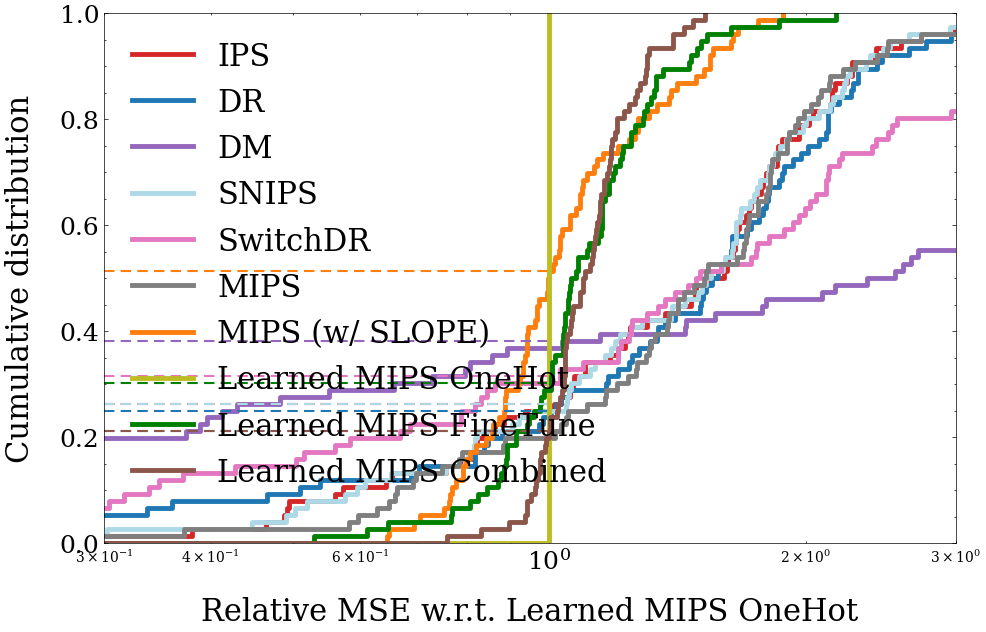 Cumulative distribution
1.0
0.8
0.6
0.4
0.2
0.0
IPS
DR
DM
SNIPS
SwitchDR
MIPS
MIPS (w/ SLOPE)
Learned MIPS OneHot
Learned MIPS FineTune
Learned MIPS Combined
3 × 10⁻¹
4 × 10⁻¹
6 × 10⁻¹
10⁰
2 × 10⁰
3 × 10⁰
Relative MSE w.r.t. Learned MIPS OneHot